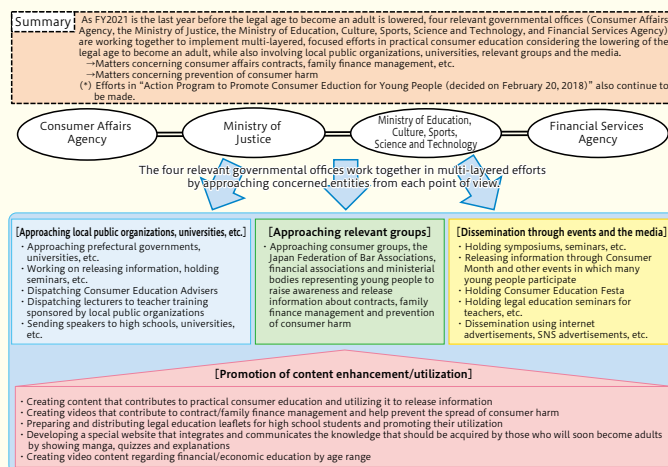 Summary
As FY2021 is the last year before the legal age to become an adult is lowered, four relevant governmental offices (Consumer Affairs
Agency, the Ministry of Justice, the Ministry of Education, Culture, Sports, Science and Technology, and Financial Services Agency)
are working together to implement multi-layered, focused efforts in practical consumer education considering the lowering of the
legal age to become an adult, while also involving local public organizations, universities, relevant groups and the media.
→Matters concerning consumer affairs contracts, family finance management, etc.
→Matters concerning prevention of consumer harm
(*) Efforts in “Action Program to Promote Consumer Eduction for Young People (decided on February 20, 2018)” also continue to
be made.
Consumer Affairs
Agency
Ministry of
Justice
Ministry of Education,
Culture, Sports,
Science and Technology
Financial Services
Agency
The four relevant governmental offices work together in multi-layered efforts
by approaching concerned entities from each point of view.
[Approaching local public organizations, universities, etc.]
・Approaching prefectural governments,
universities, etc.
・Working on releasing information, holding
seminars, etc.
・Dispatching Consumer Education Advisers
・Dispatching lecturers to teacher training
sponsored by local public organizations
・Sending speakers to high schools, universities,
etc.
[Approaching relevant groups]
・Approaching consumer groups, the
Japan Federation of Bar Associations,
financial associations and ministerial
bodies representing young people to
raise awareness and release
information about contracts, family
finance management and prevention
of consumer harm
[Dissemination through events and the media]
・Holding symposiums, seminars, etc.
・Releasing information through Consumer
Month and other events in which many
young people participate
・Holding Consumer Education Festa
・Holding legal education seminars for
teachers, etc.
・Dissemination using internet
advertisements, SNS advertisements, etc.
[Promotion of content enhancement/utilization]
・Creating content that contributes to practical consumer education and utilizing it to release information
・Creating videos that contribute to contract/family finance management and help prevent the spread of consumer harm
・Preparing and distributing legal education leaflets for high school students and promoting their utilization
・Developing a special website that integrates and communicates the knowledge that should be acquired by those who will soon become adults
by showing manga, quizzes and explanations
・Creating video content regarding financial/economic education by age range